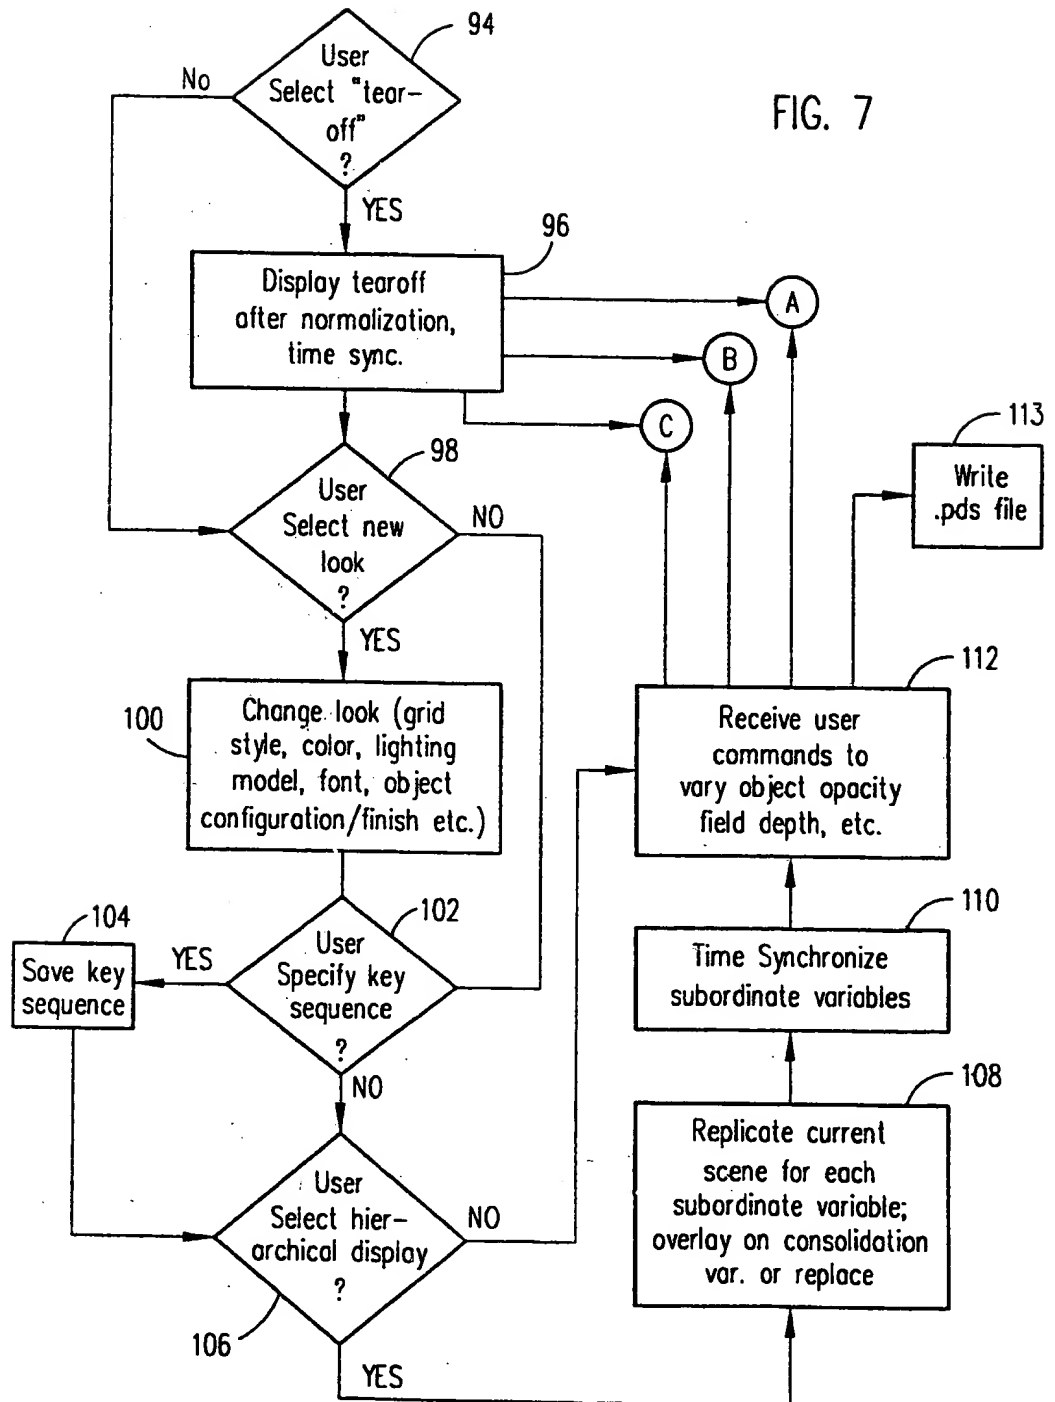 94
User
Select "tear-
off"
?
No
FIG. 7
YES
96
Display tearoff
after normalization,
time sync.
A
B
C
113
Write
.pds file
98
User
Select new
look
?
NO
YES
100
Change look (grid
style, color, lighting
model, font, object
configuration/finish etc.)
112
Receive user
commands to
vary object opacity
field depth, etc.
104
Save key
sequence
YES
102
User
Specify key
sequence
?
NO
110
Time Synchronize
subordinate variables
108
Replicate current
scene for each
subordinate variable;
overlay on consolidation
var. or replace
User
Select hier-
archical display
?
NO
106
YES